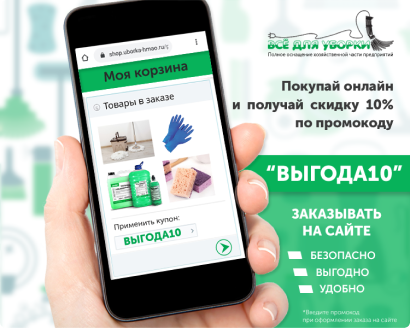 ВСЁ ДЛЯ УБОРКИ
Полное оснащение хозяйственной части предприятий
shop.uborka-hmao.ru
Моя корзина
Товары в заказе
Применить купон:
ВЫГОДА10
Покупай онлайн
и получай скидку 10%
по промокоду
“ВЫГОДА10”
ЗАКАЗЫВАТЬ
НА САЙТЕ
БЕЗОПАСНО
ВЫГОДНО
УДОБНО
*Введите промокод
при оформлении заказа на сайте